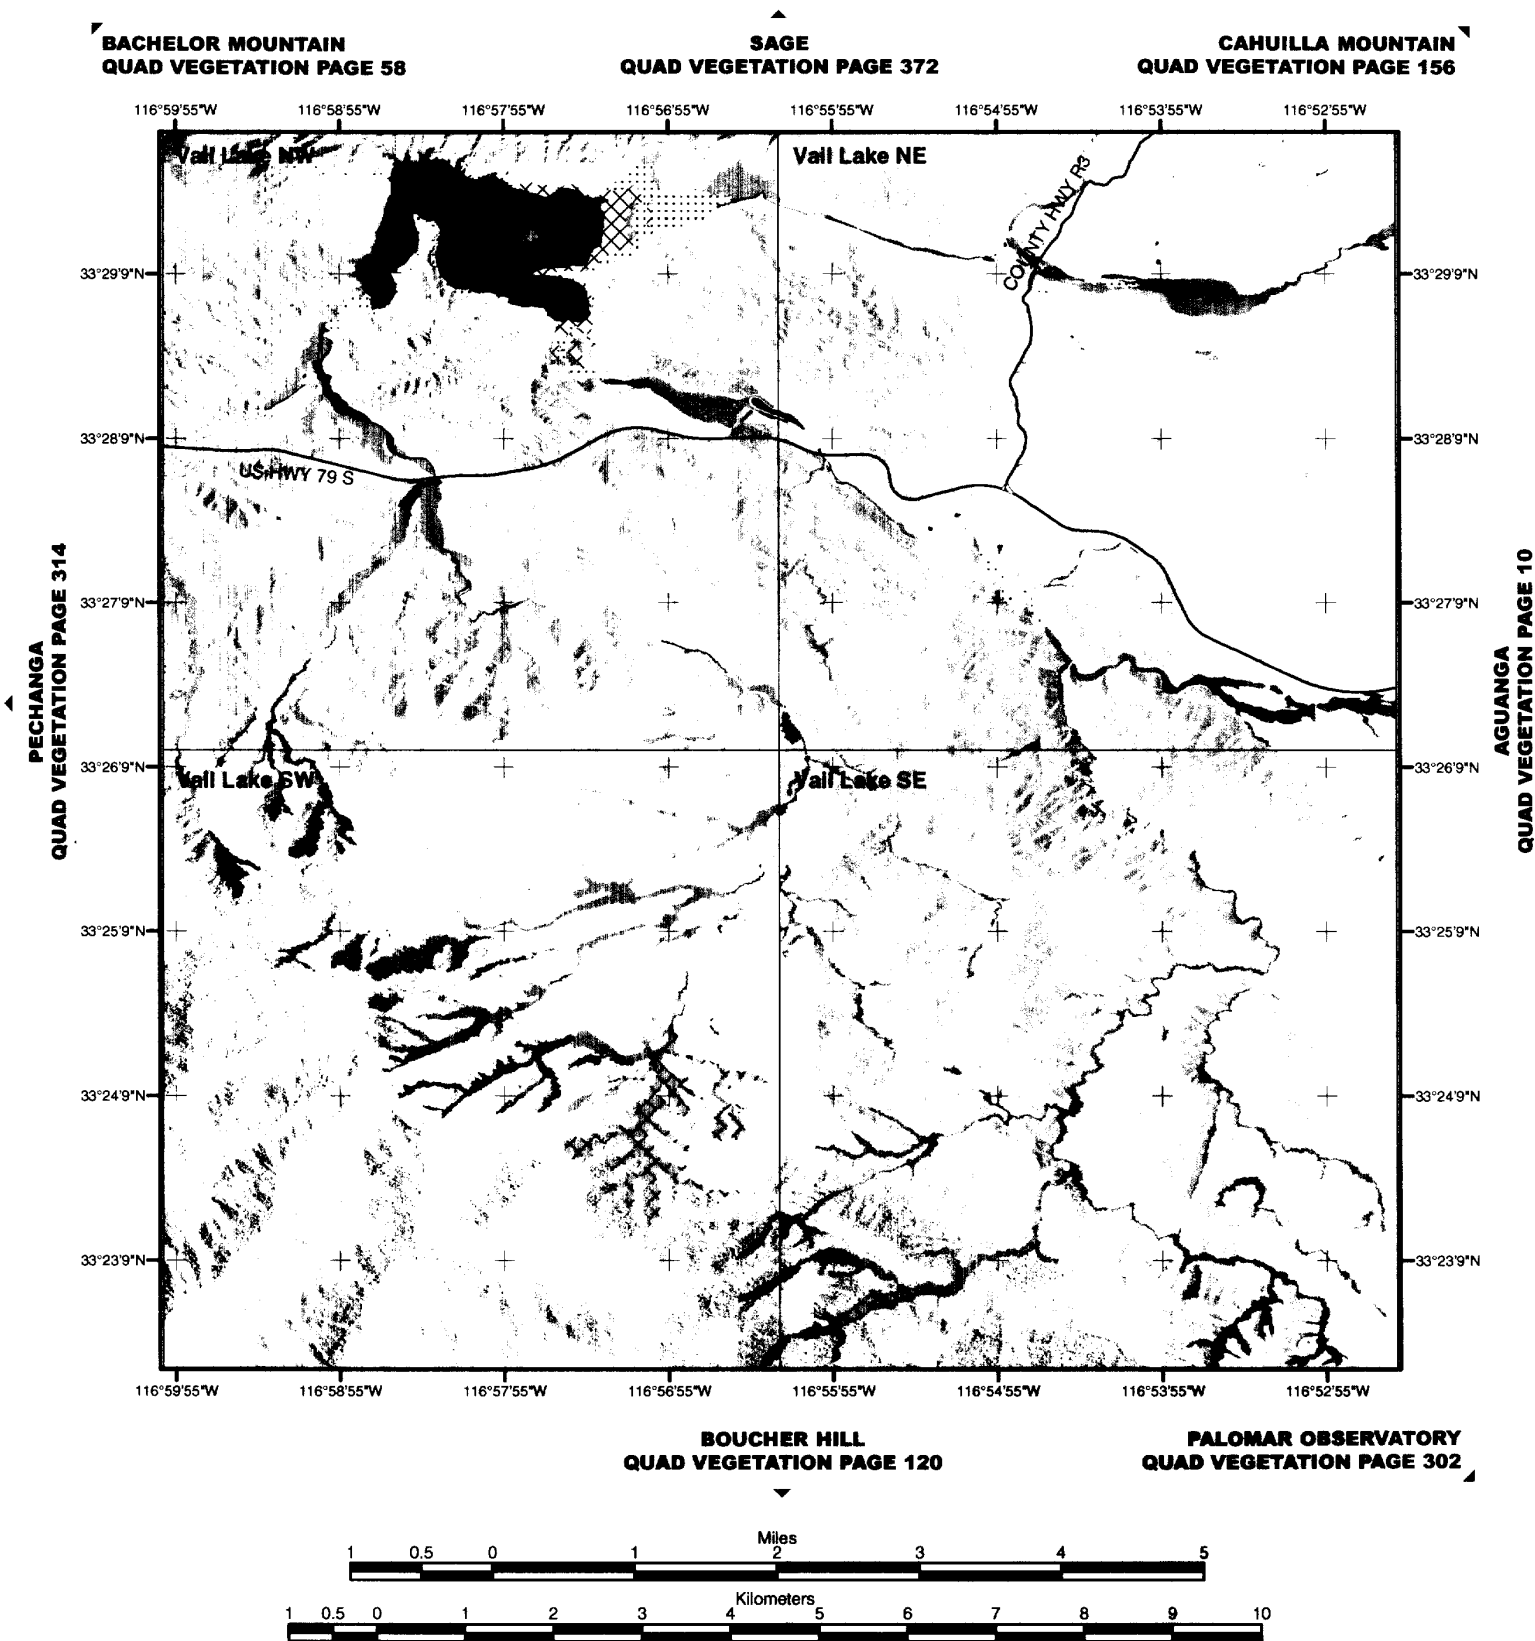 BACHELOR MOUNTAIN
QUAD VEGETATION PAGE 58
SAGE
QUAD VEGETATION PAGE 372
CAHUILLA MOUNTAIN
QUAD VEGETATION PAGE 156
116°59'55"W 116°58'55"W 116°57'55"W 116°56'55"W 116°55'55"W 116°54'55"W 116°53'55"W 116°52'55"W
Vail Lake NW
Vail Lake NE
COUNTY HWY R3
33°29'9"N 33°29'9"N
33°28'9"N 33°28'9"N
US HWY 79 S
PECHANGA
QUAD VEGETATION PAGE 314
AGUANGA
QUAD VEGETATION PAGE 10
33°27'9"N 33°27'9"N
33°26'9"N 33°26'9"N
Vail Lake SW
Vail Lake SE
33°25'9"N 33°25'9"N
33°24'9"N 33°24'9"N
33°23'9"N 33°23'9"N
116°59'55"W 116°58'55"W 116°57'55"W 116°56'55"W 116°55'55"W 116°54'55"W 116°53'55"W 116°52'55"W
BOUCHER HILL
QUAD VEGETATION PAGE 120
PALOMAR OBSERVATORY
QUAD VEGETATION PAGE 302
Miles
1 0.5 0 1 2 3 4 5
Kilometers
1 0.5 0 1 2 3 4 5 6 7 8 9 10